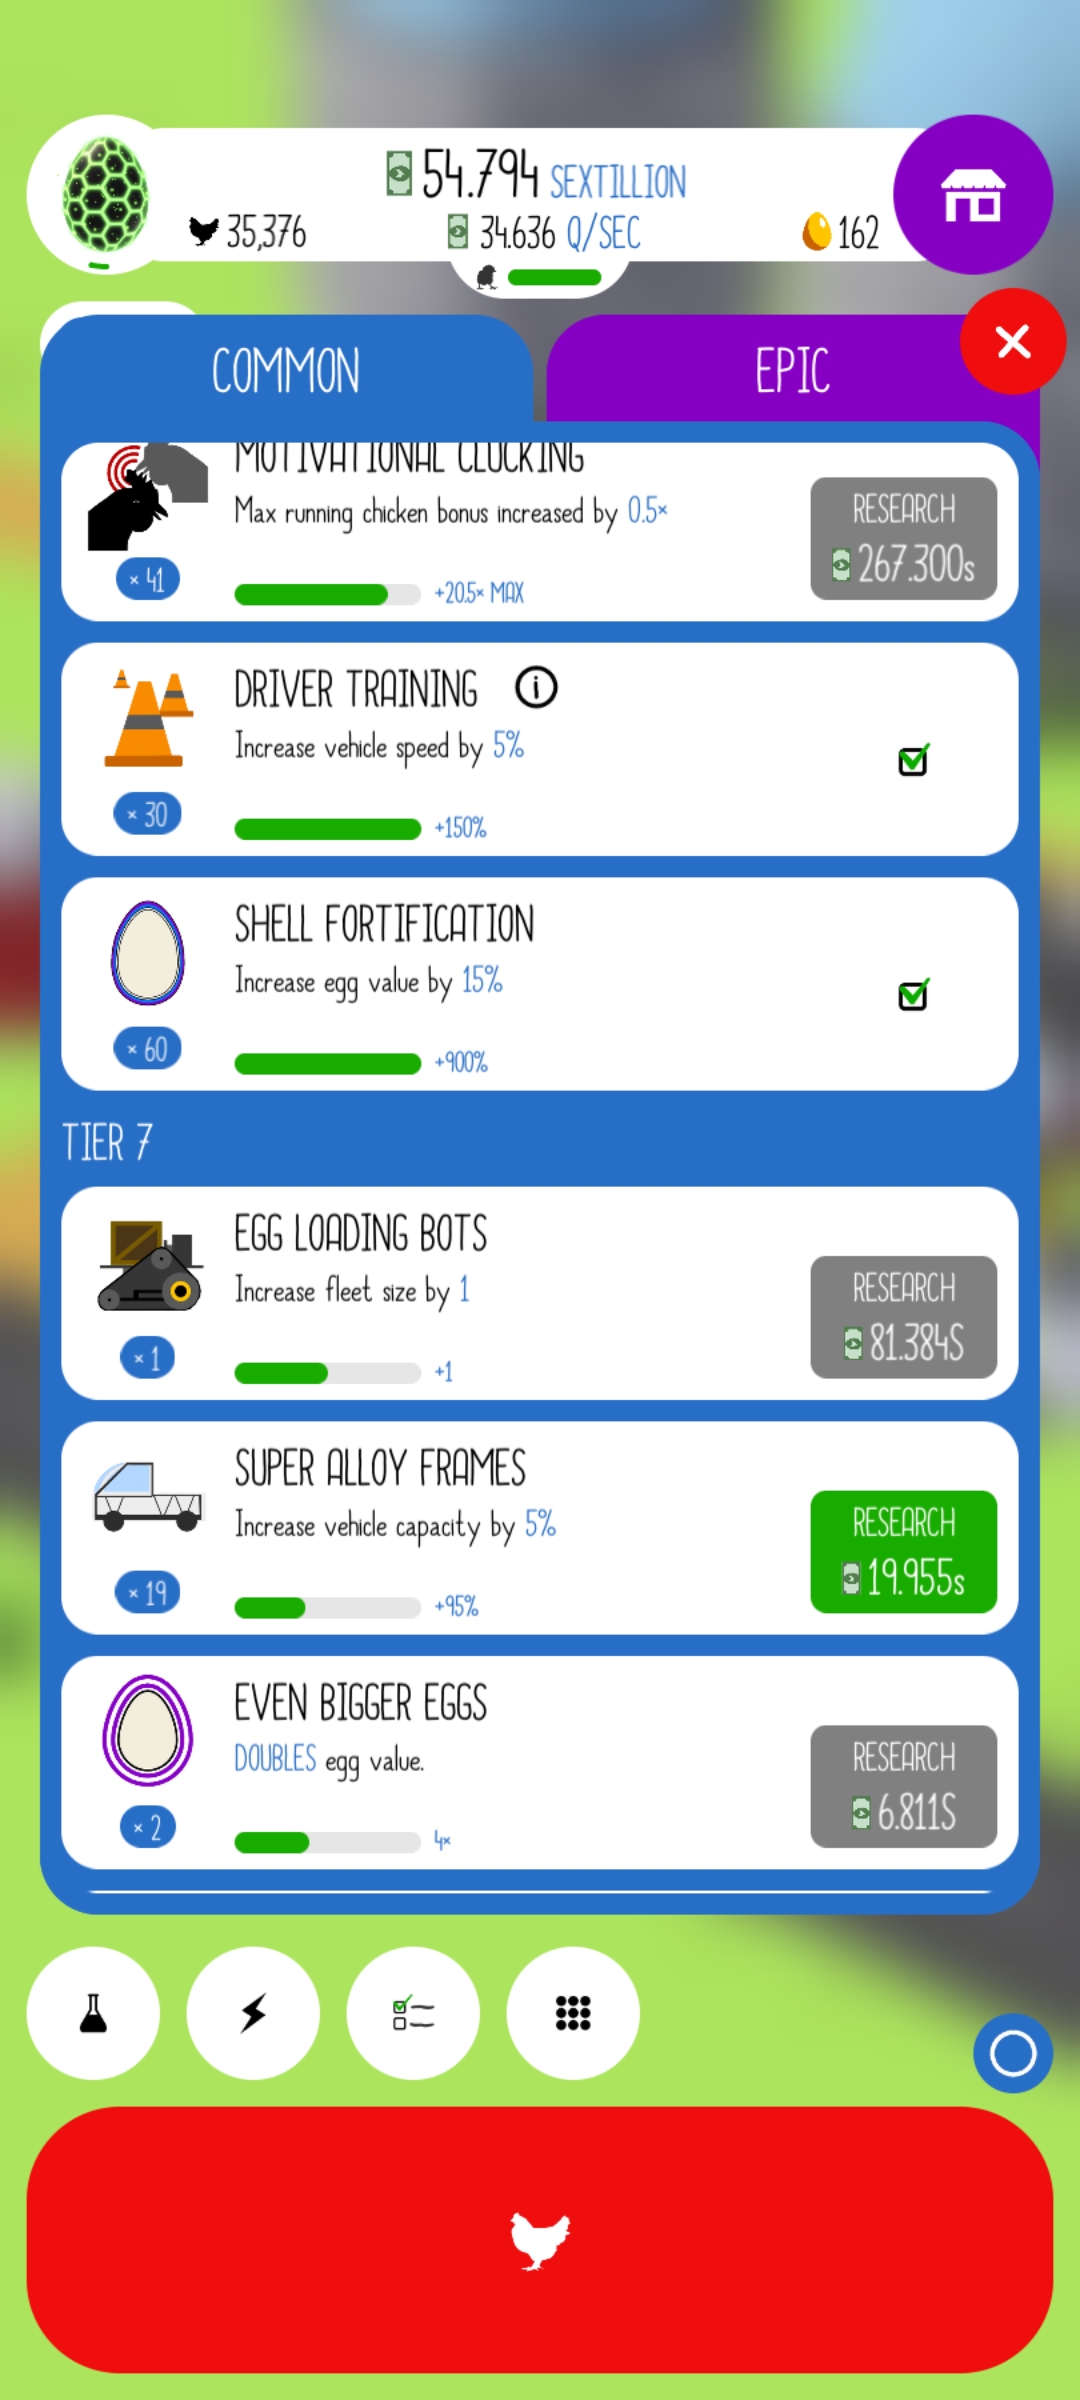 54.794 SEXTILLION
35,376 34.636 Q/SEC 162
COMMON EPIC
MOTIVATIONAL CLUCKING
Max running chicken bonus increased by 0.5×
× 41
+20.5× MAX
RESEARCH
267.300s
DRIVER TRAINING i
Increase vehicle speed by 5%
× 30
+150%
SHELL FORTIFICATION
Increase egg value by 15%
× 60
+900%
TIER 7
EGG LOADING BOTS
Increase fleet size by 1
× 1
+1
RESEARCH
81.384S
SUPER ALLOY FRAMES
Increase vehicle capacity by 5%
× 19
+95%
RESEARCH
19.955s
EVEN BIGGER EGGS
DOUBLES egg value.
× 2
4×
RESEARCH
6.811S